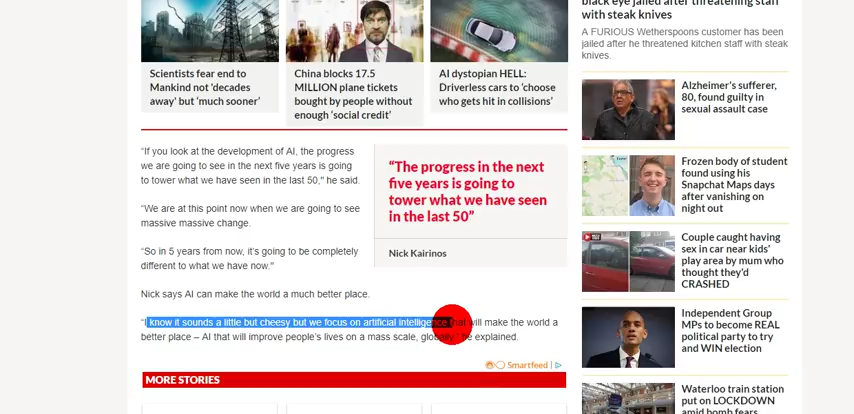 black eye jailed after threatening staff
with steak knives
A FURIOUS Wetherspoons customer has been
jailed after he threatened kitchen staff with steak
knives.
Scientists fear end to
Mankind not 'decades
away' but 'much sooner'
China blocks 17.5
MILLION plane tickets
bought by people without
enough 'social credit'
AI dystopian HELL:
Driverless cars to 'choose
who gets hit in collisions'
“If you look at the development of AI, the progress
we are going to see in the next five years is going
to tower what we have seen in the last 50," he said.
“We are at this point now when we are going to see
massive massive change.
“So in 5 years from now, it’s going to be completely
different to what we have now."
Nick says AI can make the world a much better place.
“I know it sounds a little but cheesy but we focus on artificial intelligence that will make the world a
better place – AI that will improve people’s lives on a mass scale, globally.” he explained.
“The progress in the next
five years is going to
tower what we have seen
in the last 50”
Nick Kairinos
Smartfeed
MORE STORIES
Alzheimer's sufferer,
80, found guilty in
sexual assault case
Frozen body of student
found using his
Snapchat Maps days
after vanishing on
night out
Couple caught having
sex in car near kids'
play area by mum who
thought they'd
CRASHED
Independent Group
MPs to become REAL
political party to try
and WIN election
Waterloo train station
put on LOCKDOWN
amid bomb fears